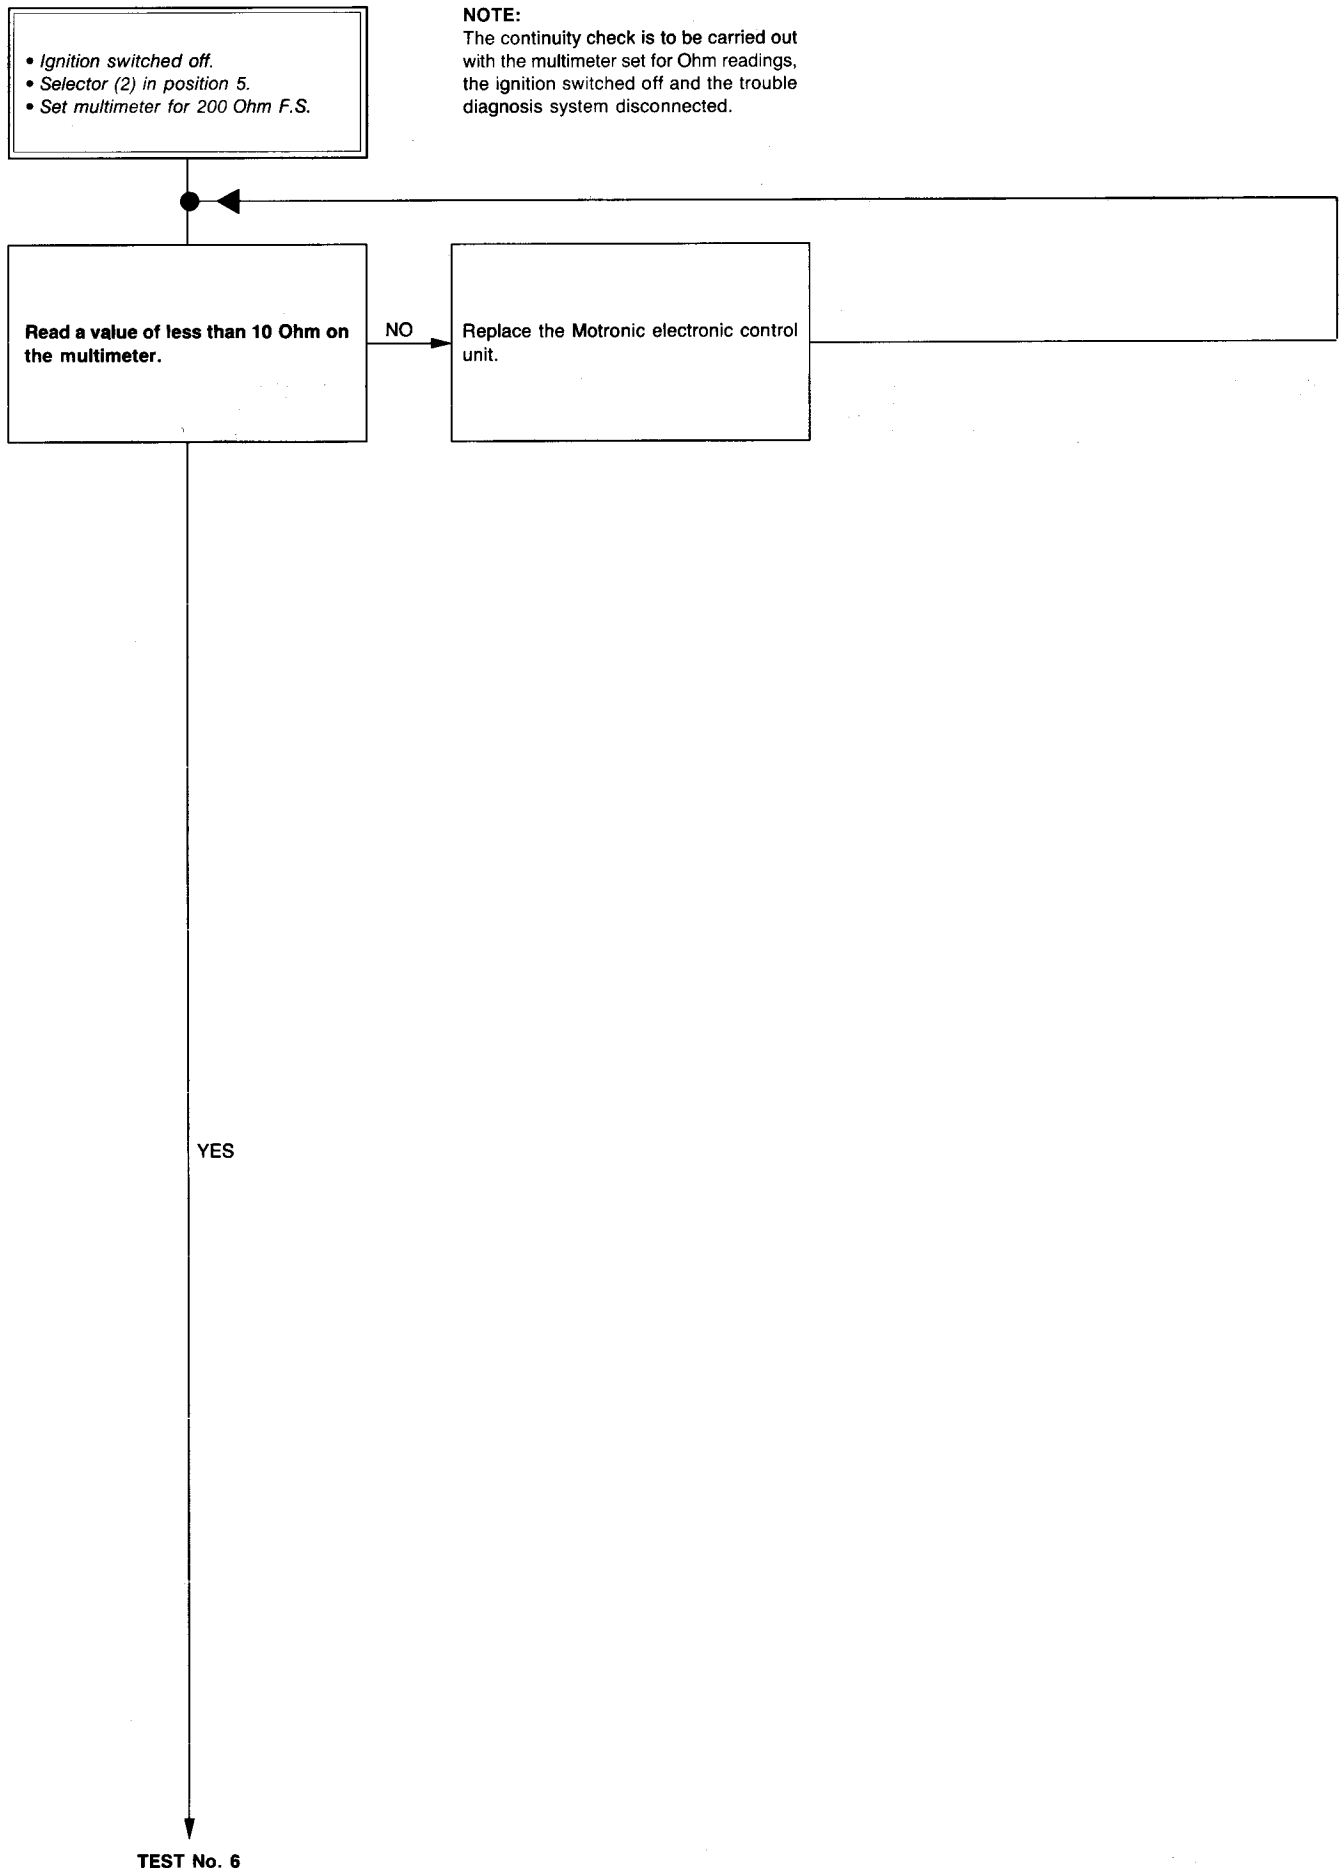 • Ignition switched off.
• Selector (2) in position 5.
• Set multimeter for 200 Ohm F.S.
NOTE:
The continuity check is to be carried out
with the multimeter set for Ohm readings,
the ignition switched off and the trouble
diagnosis system disconnected.
Read a value of less than 10 Ohm on
the multimeter.
NO
Replace the Motronic electronic control
unit.
YES
TEST No. 6